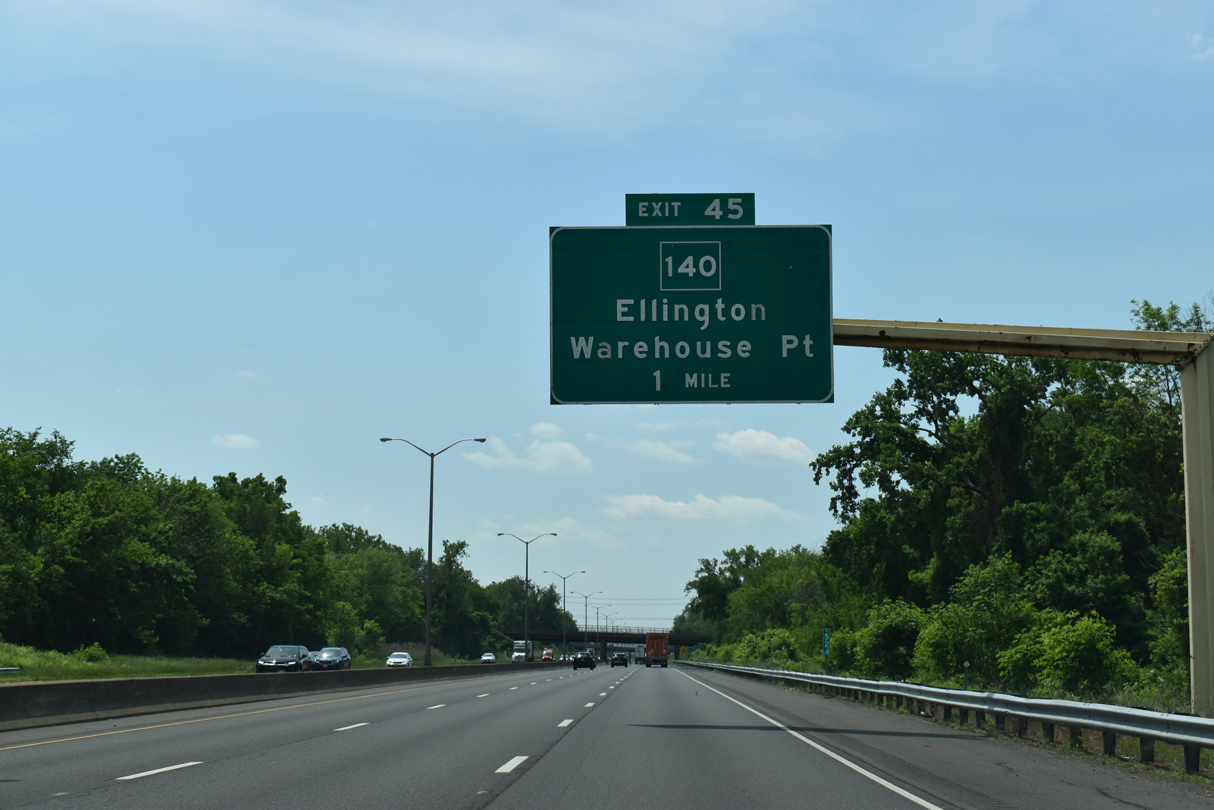 EXIT 45
140
Ellington
Warehouse Pt
1 MILE